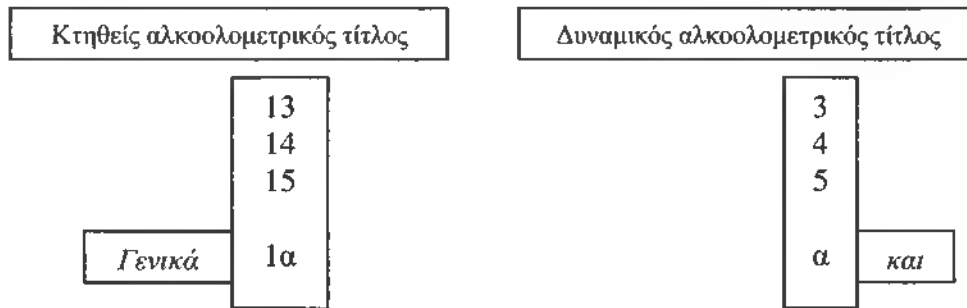 Κτηθείς αλκοολομετρικός τίτλος
Δυναμικός αλκοολομετρικός τίτλος
13
3
14
4
15
5
Γενικά
1α
α
και